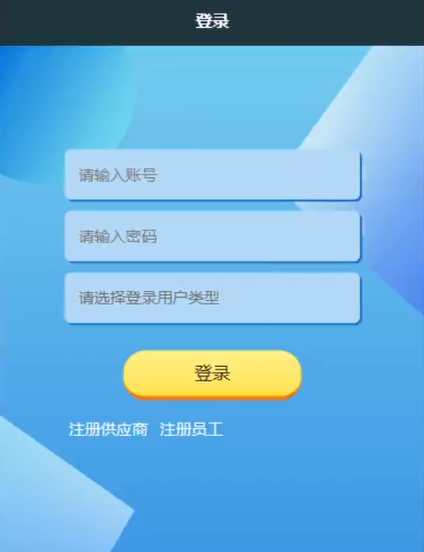 登录
请输入账号
请输入密码
请选择登录用户类型
登录
注册供应商 注册员工